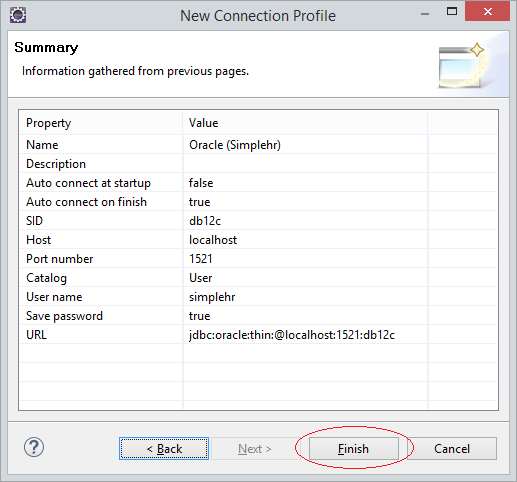 New Connection Profile
Summary
Information gathered from previous pages.
Property Value
Name Oracle (Simplehr)
Description
Auto connect at startup false
Auto connect on finish true
SID db12c
Host localhost
Port number 1521
Catalog User
User name simplehr
Save password true
URL jdbc:oracle:thin:@localhost:1521:db12c
? < Back Next > Finish Cancel